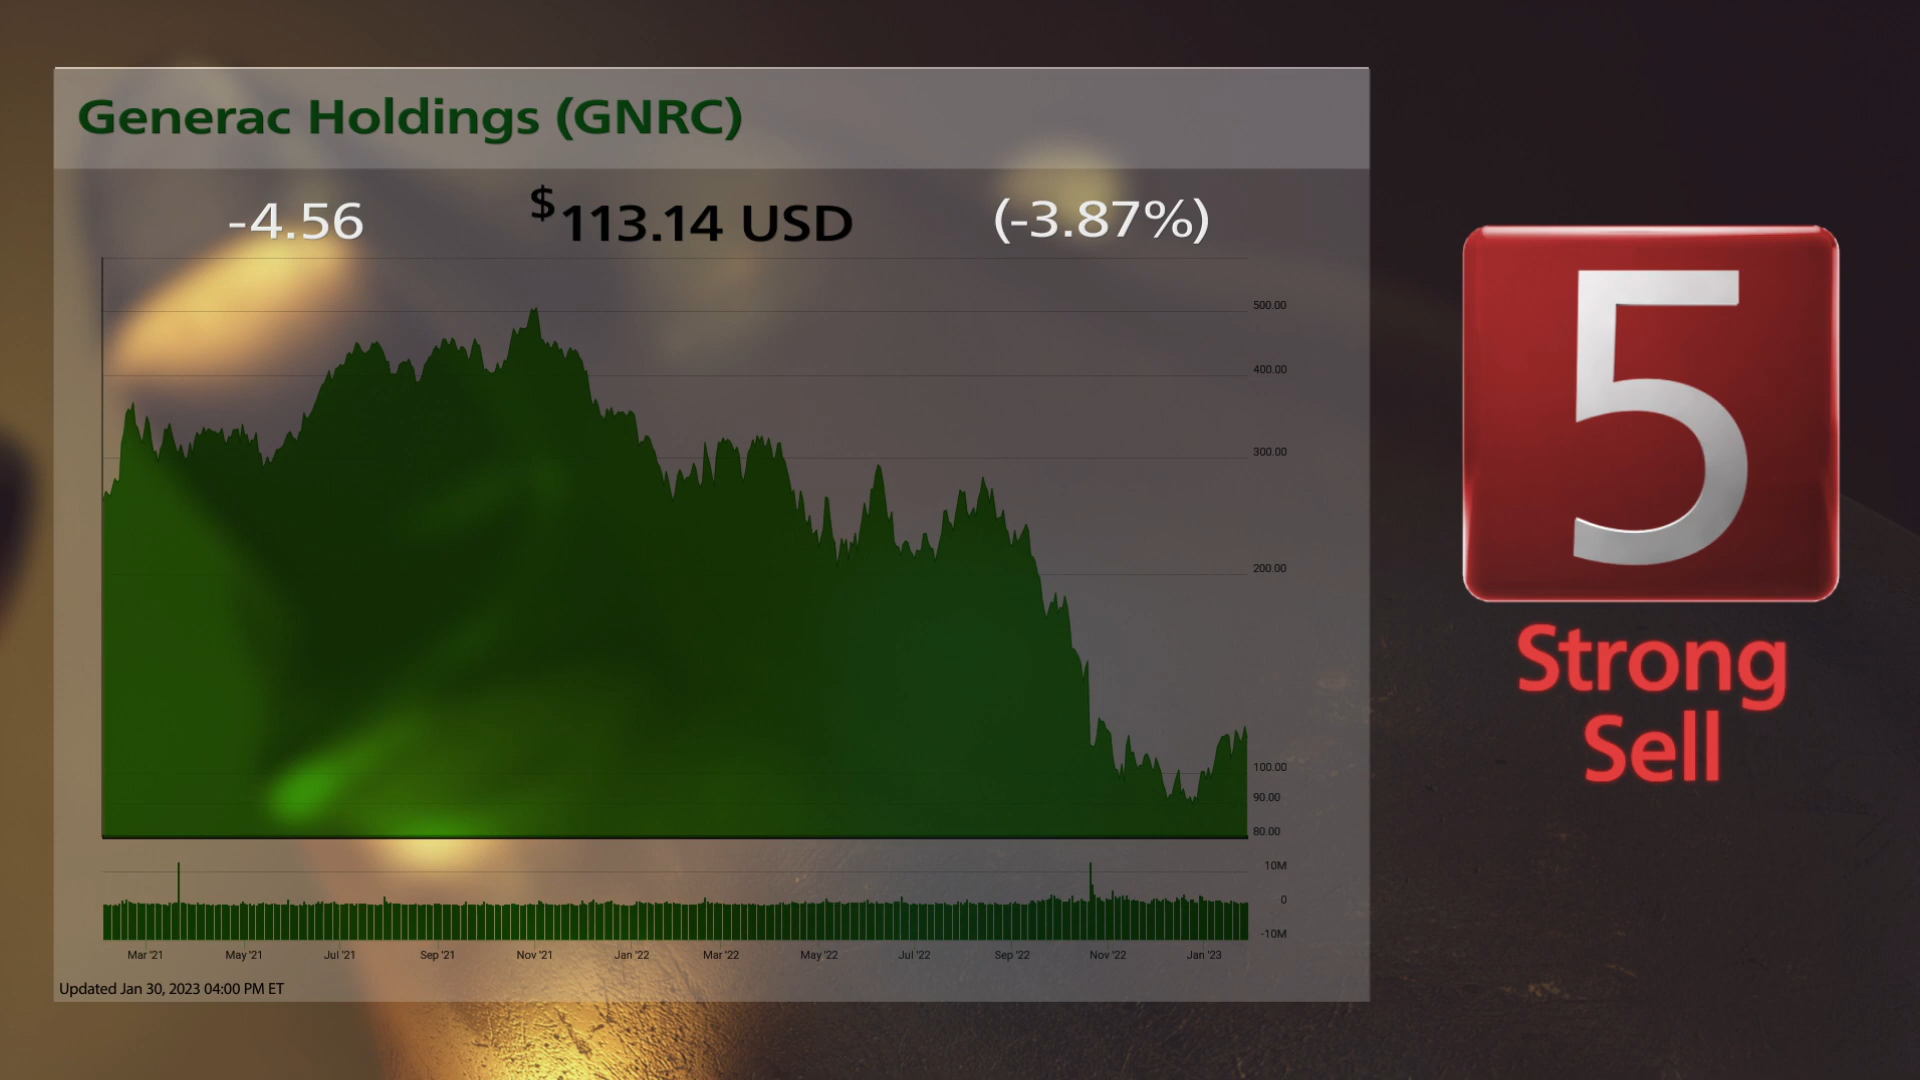 Generac Holdings (GNRC)
-4.56 $113.14 USD (-3.87%)
500.00
400.00
300.00
200.00
100.00
90.00
80.00
10M
0
-10M
Mar '21 May '21 Jul '21 Sep '21 Nov '21 Jan '22 Mar '22 May '22 Jul '22 Sep '22 Nov '22 Jan '23
Updated Jan 30, 2023 04:00 PM ET
5
Strong
Sell